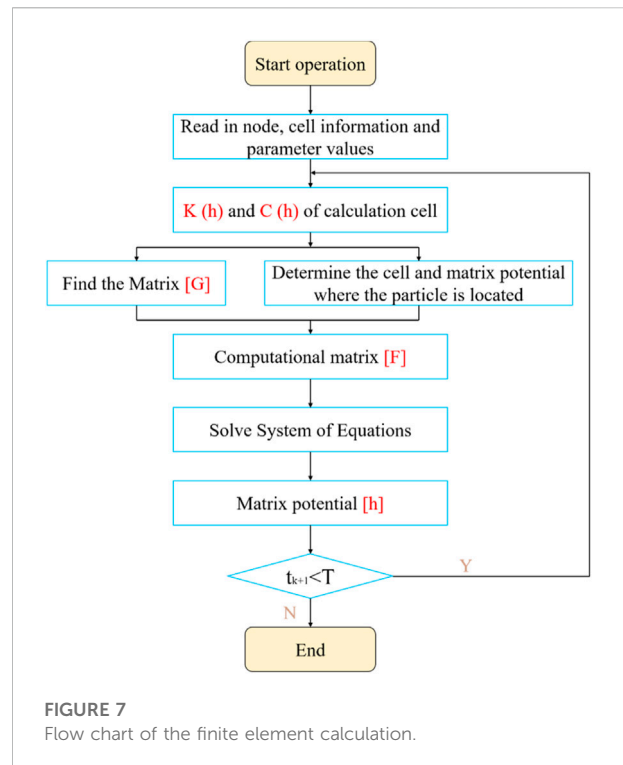 Start operation
Read in node, cell information and
parameter values
K (h) and C (h) of calculation cell
Find the Matrix [G]
Determine the cell and matrix potential
where the particle is located
Computational matrix [F]
Solve System of Equations
Matrix potential [h]
tₖ₊₁<T
Y
N
End
FIGURE 7
Flow chart of the finite element calculation.